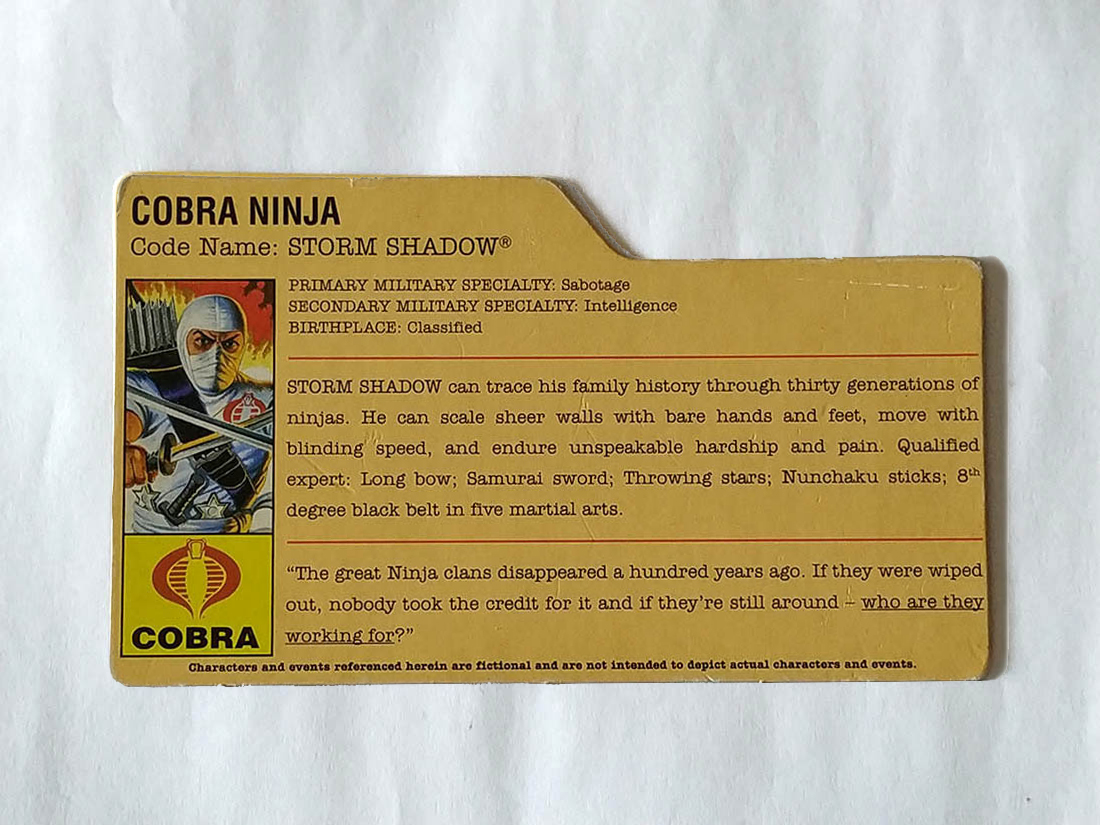 COBRA NINJA
Code Name: STORM SHADOW®
PRIMARY MILITARY SPECIALTY: Sabotage
SECONDARY MILITARY SPECIALTY: Intelligence
BIRTHPLACE: Classified
STORM SHADOW can trace his family history through thirty generations of
ninjas. He can scale sheer walls with bare hands and feet, move with
blinding speed, and endure unspeakable hardship and pain. Qualified
expert: Long bow; Samurai sword; Throwing stars; Nunchaku sticks; 8th
degree black belt in five martial arts.
“The great Ninja clans disappeared a hundred years ago. If they were wiped
out, nobody took the credit for it and if they’re still around – who are they
working for?”
COBRA
Characters and events referenced herein are fictional and are not intended to depict actual characters and events.